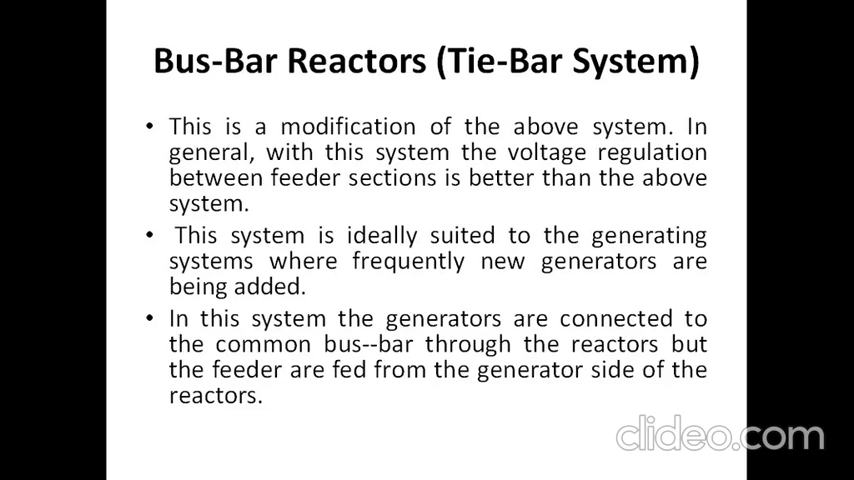 Bus-Bar Reactors (Tie-Bar System)
• This is a modification of the above system. In
general, with this system the voltage regulation
between feeder sections is better than the above
system.
• This system is ideally suited to the generating
systems where frequently new generators are
being added.
• In this system the generators are connected to
the common bus--bar through the reactors but
the feeder are fed from the generator side of the
reactors.
clideo.com